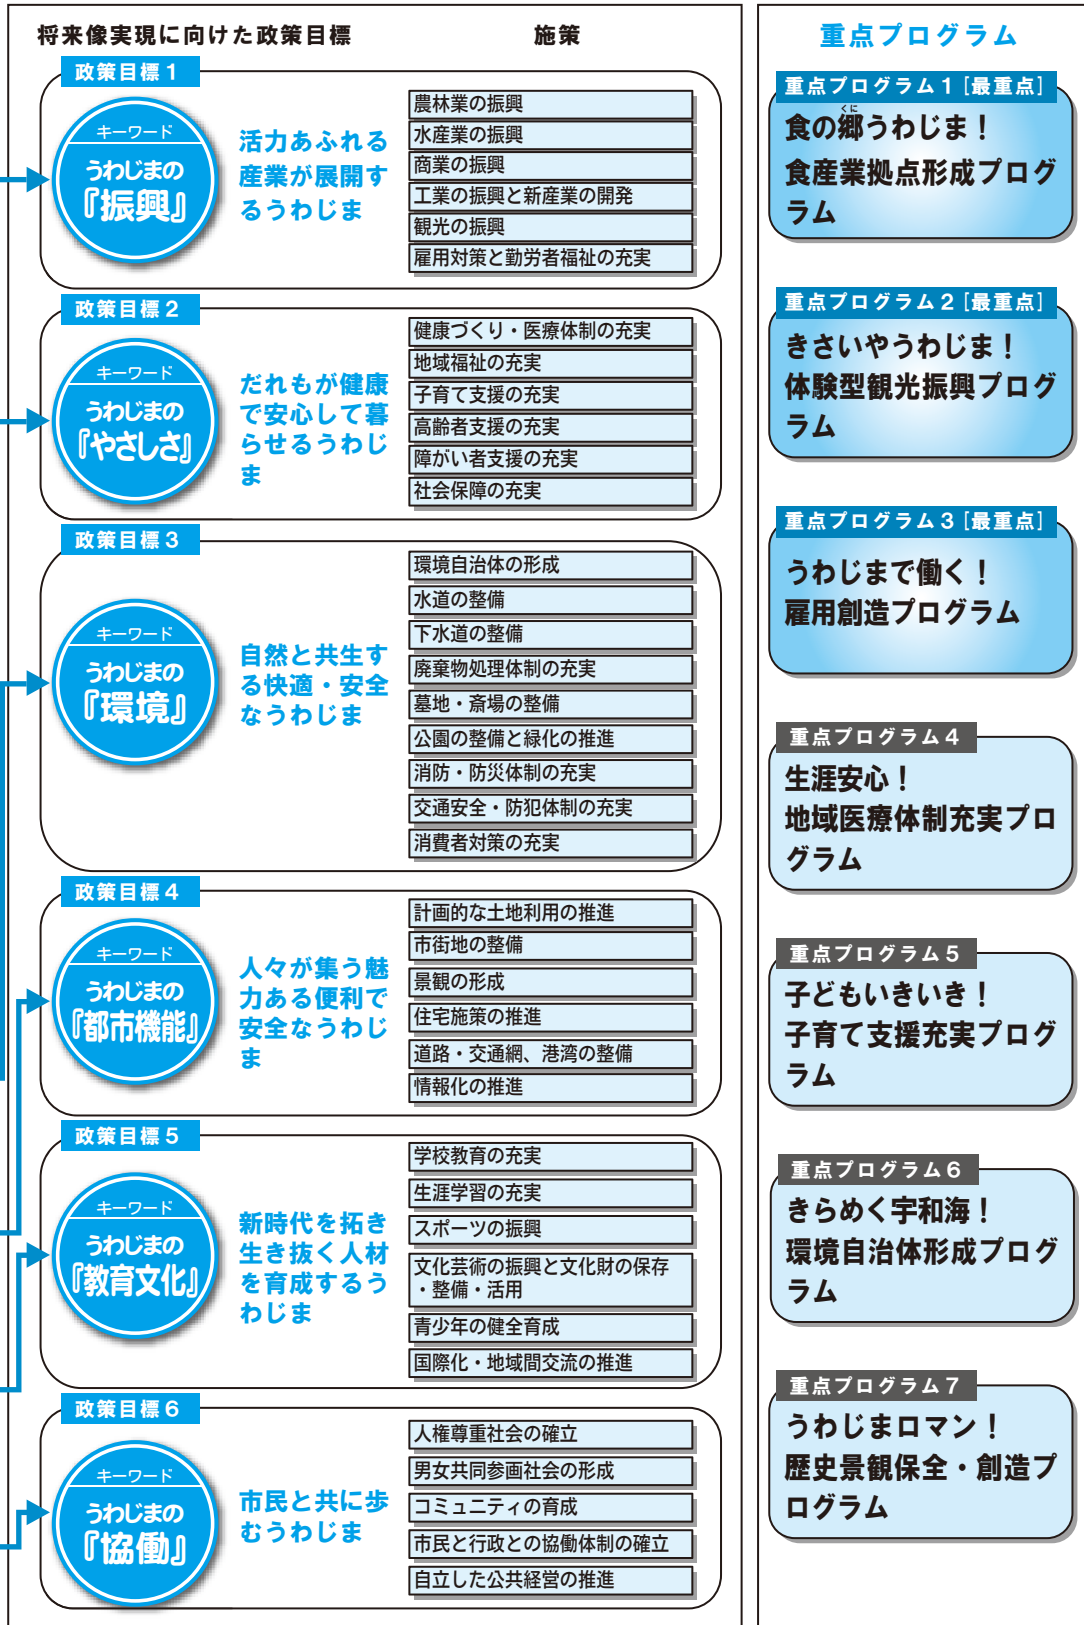 将来像実現に向けた政策目標
施策
政策目標1
キーワード
うわじまの
『振興』
活力あふれる
産業が展開す
るうわじま
農林業の振興
水産業の振興
商業の振興
工業の振興と新産業の開発
観光の振興
雇用対策と勤労者福祉の充実
政策目標2
キーワード
うわじまの
『やさしさ』
だれもが健康
で安心して暮
らせるうわじ
ま
健康づくり・医療体制の充実
地域福祉の充実
子育て支援の充実
高齢者支援の充実
障がい者支援の充実
社会保障の充実
政策目標3
キーワード
うわじまの
『環境』
自然と共生す
る快適・安全
なうわじま
環境自治体の形成
水道の整備
下水道の整備
廃棄物処理体制の充実
墓地・斎場の整備
公園の整備と緑化の推進
消防・防災体制の充実
交通安全・防犯体制の充実
消費者対策の充実
政策目標4
キーワード
うわじまの
『都市機能』
人々が集う魅
力ある便利で
安全なうわじ
ま
計画的な土地利用の推進
市街地の整備
景観の形成
住宅施策の推進
道路・交通網、港湾の整備
情報化の推進
政策目標5
キーワード
うわじまの
『教育文化』
新時代を拓き
生き抜く人材
を育成するう
わじま
学校教育の充実
生涯学習の充実
スポーツの振興
文化芸術の振興と文化財の保存
・整備・活用
青少年の健全育成
国際化・地域間交流の推進
政策目標6
キーワード
うわじまの
『協働』
市民と共に歩
むうわじま
人権尊重社会の確立
男女共同参画社会の形成
コミュニティの育成
市民と行政との協働体制の確立
自立した公共経営の推進
重点プログラム
重点プログラム1[最重点]
くに
食の郷うわじま！
食産業拠点形成プログ
ラム
重点プログラム2[最重点]
きさいやうわじま！
体験型観光振興プログ
ラム
重点プログラム3[最重点]
うわじまで働く！
雇用創造プログラム
重点プログラム4
生涯安心！
地域医療体制充実プロ
グラム
重点プログラム5
子どもいきいき！
子育て支援充実プログ
ラム
重点プログラム6
きらめく宇和海！
環境自治体形成プログ
ラム
重点プログラム7
うわじまロマン！
歴史景観保全・創造プ
ログラム